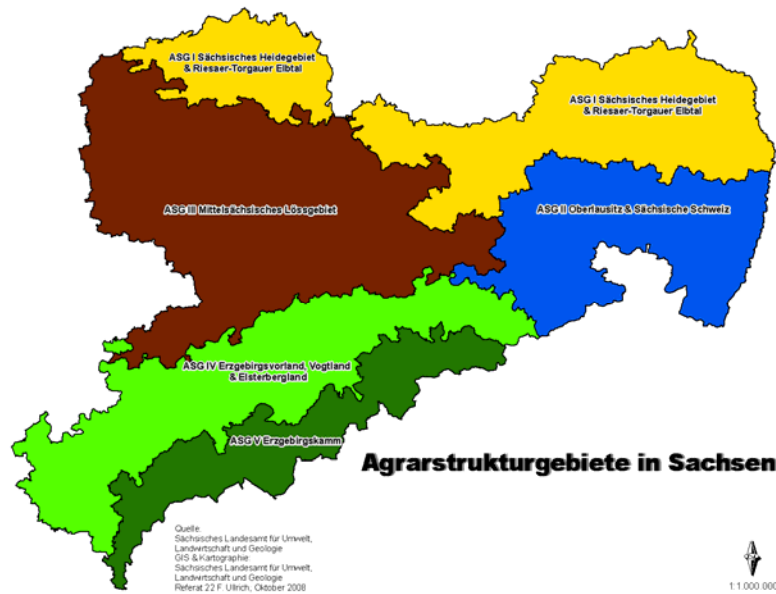 ASG I Sächsisches Heidegebiet
& Riesaer-Torgauer Elbtal
ASG I Sächsisches Heidegebiet
& Riesaer-Torgauer Elbtal
ASG III Mittelsächsisches Lössgebiet
ASG II Oberlausitz & Sächsische Schweiz
ASG IV Erzgebirgsvorland, Vogtland
& Elsterbergland
ASG V Erzgebirgskamm
Agrarstrukturgebiete in Sachsen
Quelle:
Sächsisches Landesamt für Umwelt,
Landwirtschaft und Geologie
GIS & Kartographie:
Sächsisches Landesamt für Umwelt,
Landwirtschaft und Geologie
Referat 22 F. Ullrich, Oktober 2008
1:1.000.000